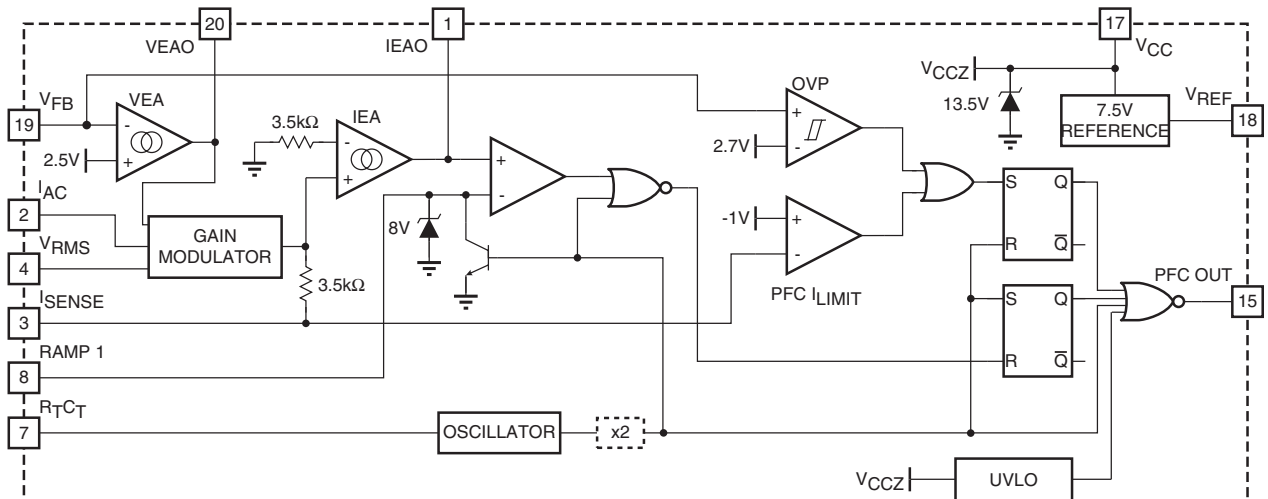 20
VEAO
1
IEAO
17
VCC
VCCZ
13.5V
7.5V
REFERENCE
VREF
18
19
VFB
VEA
-
+
2.5V
3.5kΩ
IEA
-
+
+
-
OVP
+
-
2.7V
IAC
2
VRMS
4
GAIN
MODULATOR
8V
3.5kΩ
-1V
+
-
PFC ILIMIT
S
Q
R
Q
S
Q
R
Q
PFC OUT
15
ISENSE
3
RAMP 1
8
RTCT
7
OSCILLATOR
x2
VCCZ
UVLO